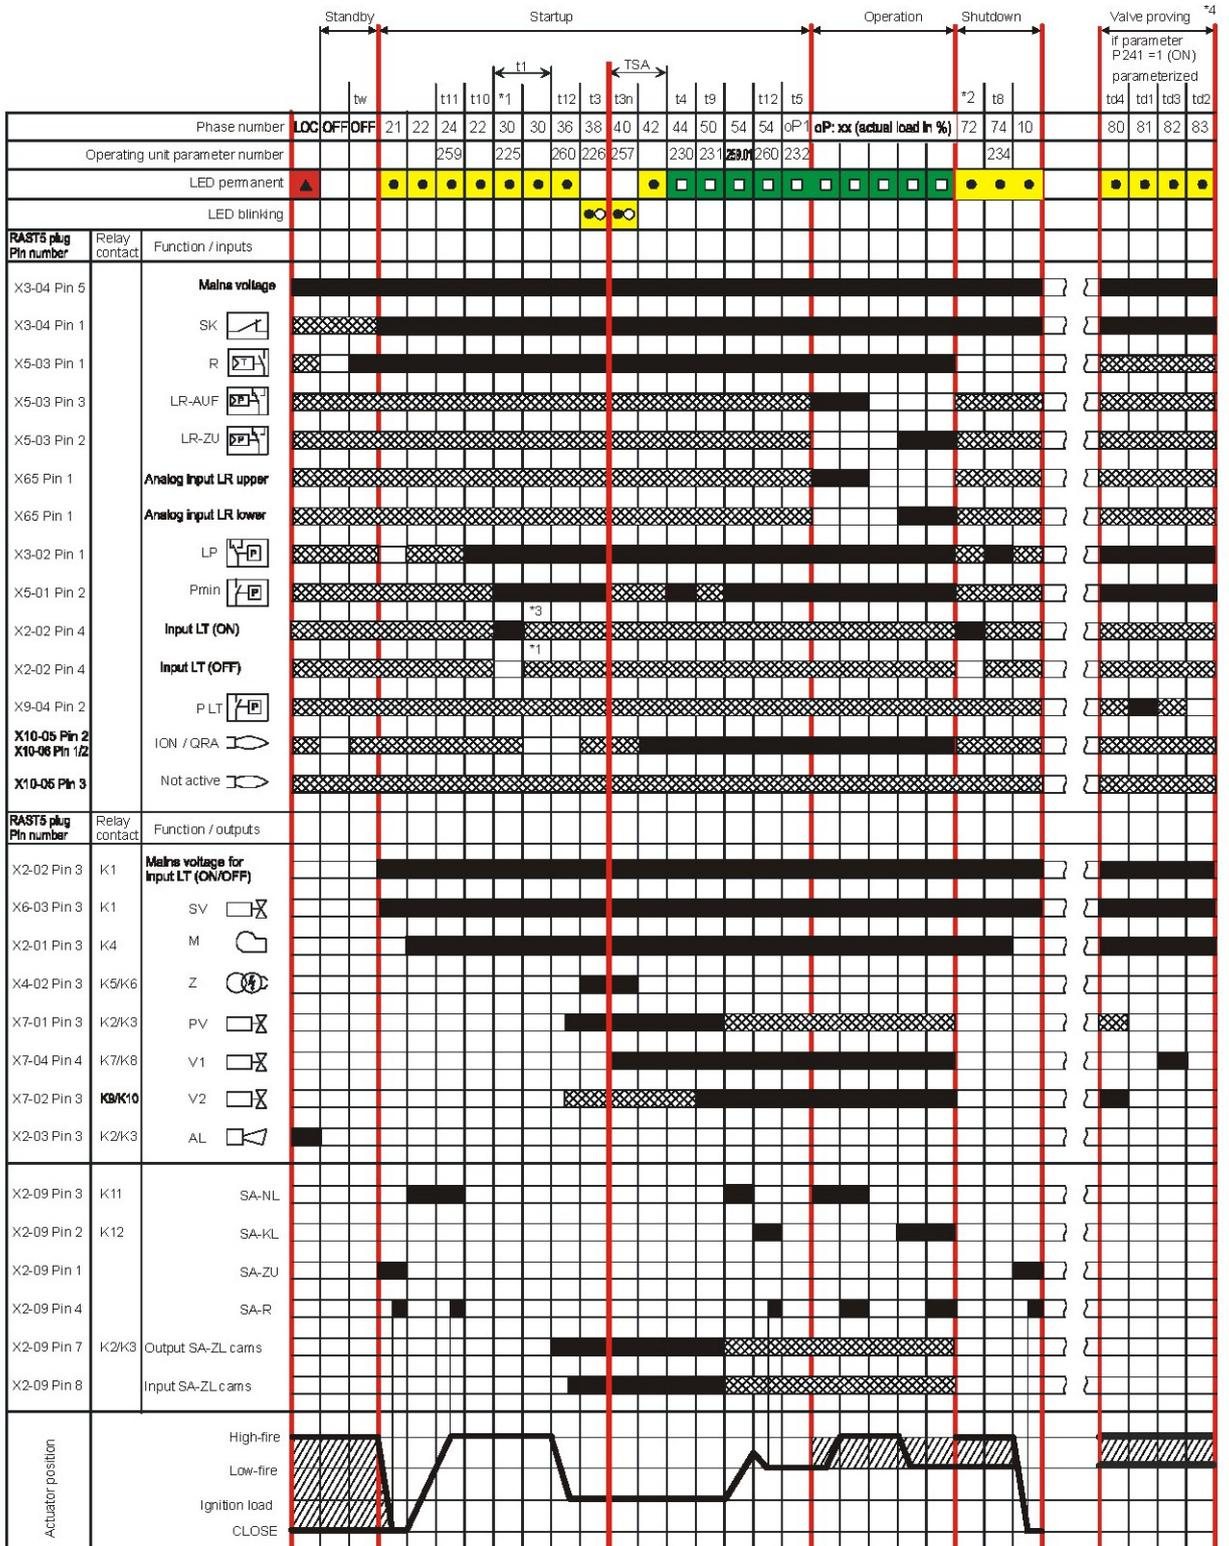 Standby Startup Operation Shutdown Valve proving *4
if parameter
P241 =1 (ON)
parameterized
t1 TSA
tw t11 t10 *1 t12 t3 t3n t4 t9 t12 t5 *2 t8 td4 td1 td3 td2
Phase number LOC OFF OFF 21 22 24 22 30 30 36 38 40 42 44 50 54 54 oP1 oP: xx (actual load in %) 72 74 10 80 81 82 83
Operating unit parameter number 259 225 260 226 257 230 231 259.01 260 232 234
LED permanent
LED blinking
RAST5 plug Relay Function / inputs
Pin number contact
X3-04 Pin 5 Mains voltage
X3-04 Pin 1 SK
X5-03 Pin 1 R T
X5-03 Pin 3 LR-AUF P
X5-03 Pin 2 LR-ZU P
X65 Pin 1 Analog input LR upper
X65 Pin 1 Analog input LR lower
X3-02 Pin 1 LP P
X5-01 Pin 2 Pmin P
*3
X2-02 Pin 4 Input LT (ON)
*1
X2-02 Pin 4 Input LT (OFF)
X9-04 Pin 2 P LT P
X10-05 Pin 2
X10-06 Pin 1/2 ION / QRA
X10-05 Pin 3 Not active
RAST5 plug Relay Function / outputs
Pin number contact
X2-02 Pin 3 K1 Mains voltage for
Input LT (ON/OFF)
X6-03 Pin 3 K1 SV
X2-01 Pin 3 K4 M
X4-02 Pin 3 K5/K6 Z
X7-01 Pin 3 K2/K3 PV
X7-04 Pin 4 K7/K8 V1
X7-02 Pin 3 K9/K10 V2
X2-03 Pin 3 K2/K3 AL
X2-09 Pin 3 K11 SA-NL
X2-09 Pin 2 K12 SA-KL
X2-09 Pin 1 SA-ZU
X2-09 Pin 4 SA-R
X2-09 Pin 7 K2/K3 Output SA-ZL cams
X2-09 Pin 8 Input SA-ZL cams
Actuator position
High-fire
Low-fire
Ignition load
CLOSE